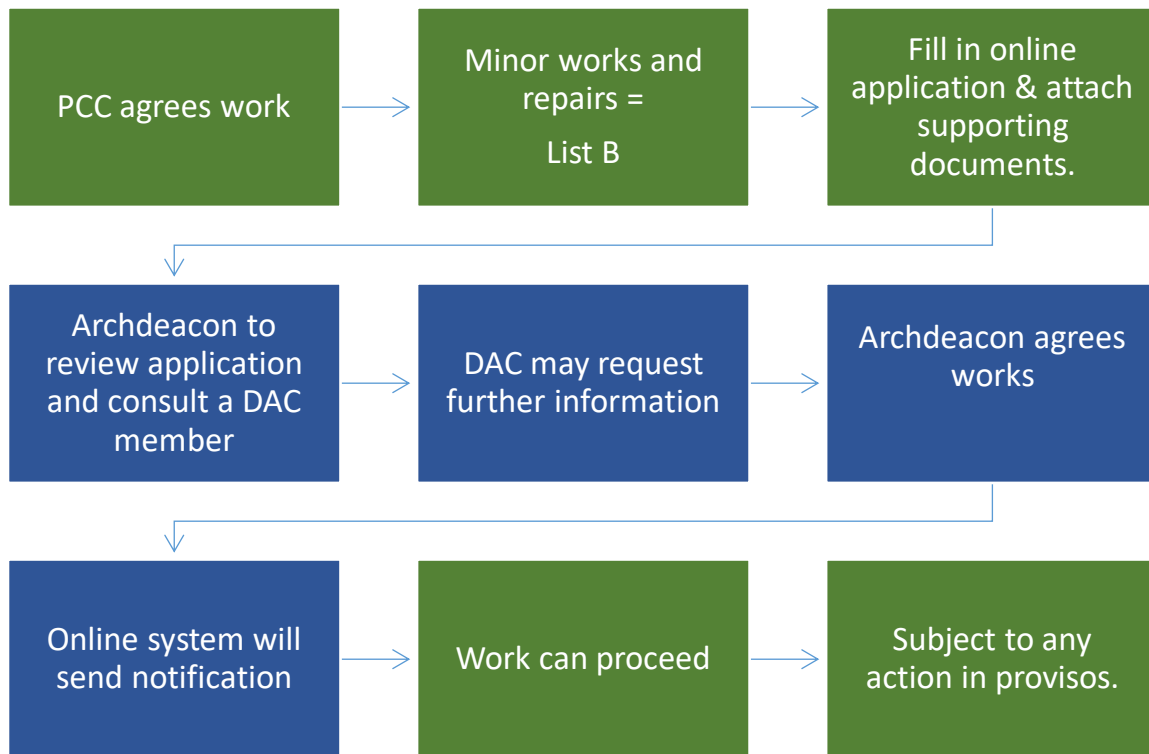 PCC agrees work
Minor works and
repairs =
List B
Fill in online
application & attach
supporting
documents.
Archdeacon to
review application
and consult a DAC
member
DAC may request
further information
Archdeacon agrees
works
Online system will
send notification
Work can proceed
Subject to any
action in provisos.